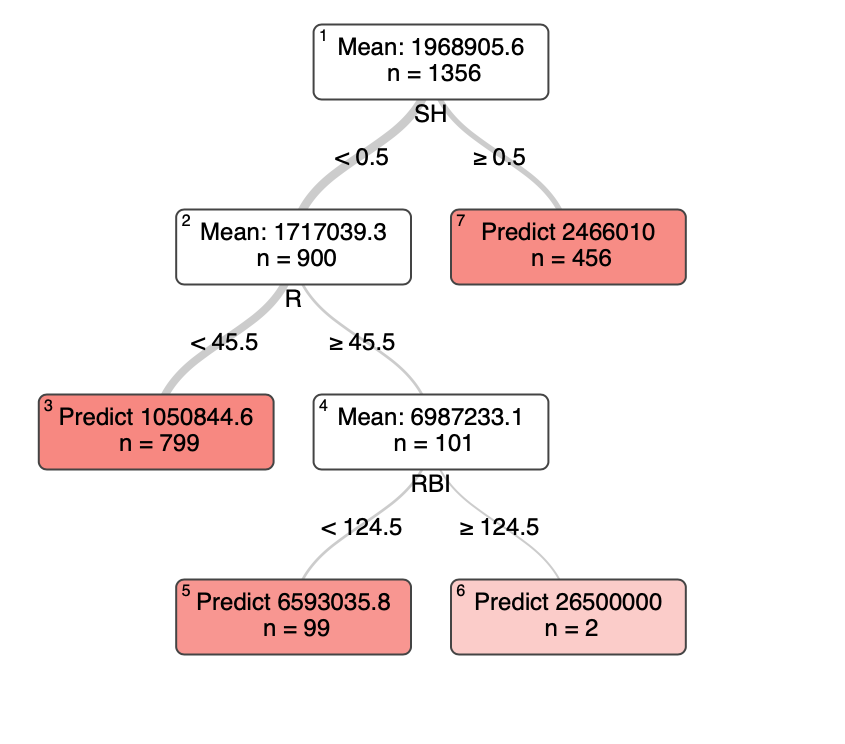 1
Mean: 1968905.6
n = 1356
SH
< 0.5
≥ 0.5
2
Mean: 1717039.3
n = 900
7
Predict 2466010
n = 456
R
< 45.5
≥ 45.5
3
Predict 1050844.6
n = 799
4
Mean: 6987233.1
n = 101
RBI
< 124.5
≥ 124.5
5
Predict 6593035.8
n = 99
6
Predict 26500000
n = 2